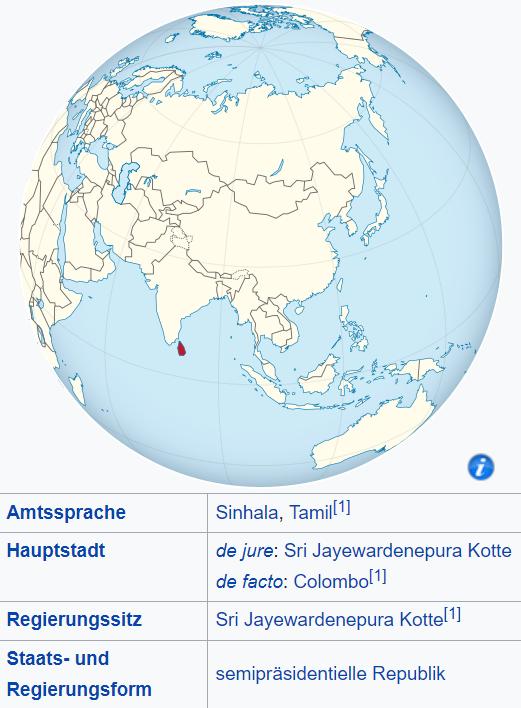 i
Amtssprache Sinhala, Tamil[1]
Hauptstadt de jure: Sri Jayewardenepura Kotte
de facto: Colombo[1]
Regierungssitz Sri Jayewardenepura Kotte[1]
Staats- und
Regierungsform semipräsidentielle Republik